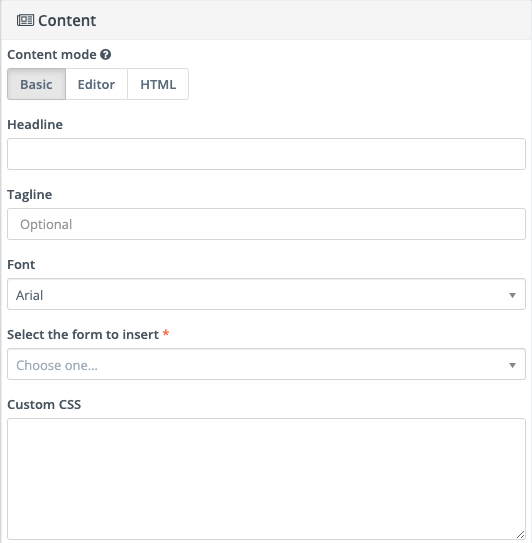 Content
Content mode
Basic Editor HTML
Headline
Tagline
Optional
Font
Arial
Select the form to insert *
Choose one...
Custom CSS